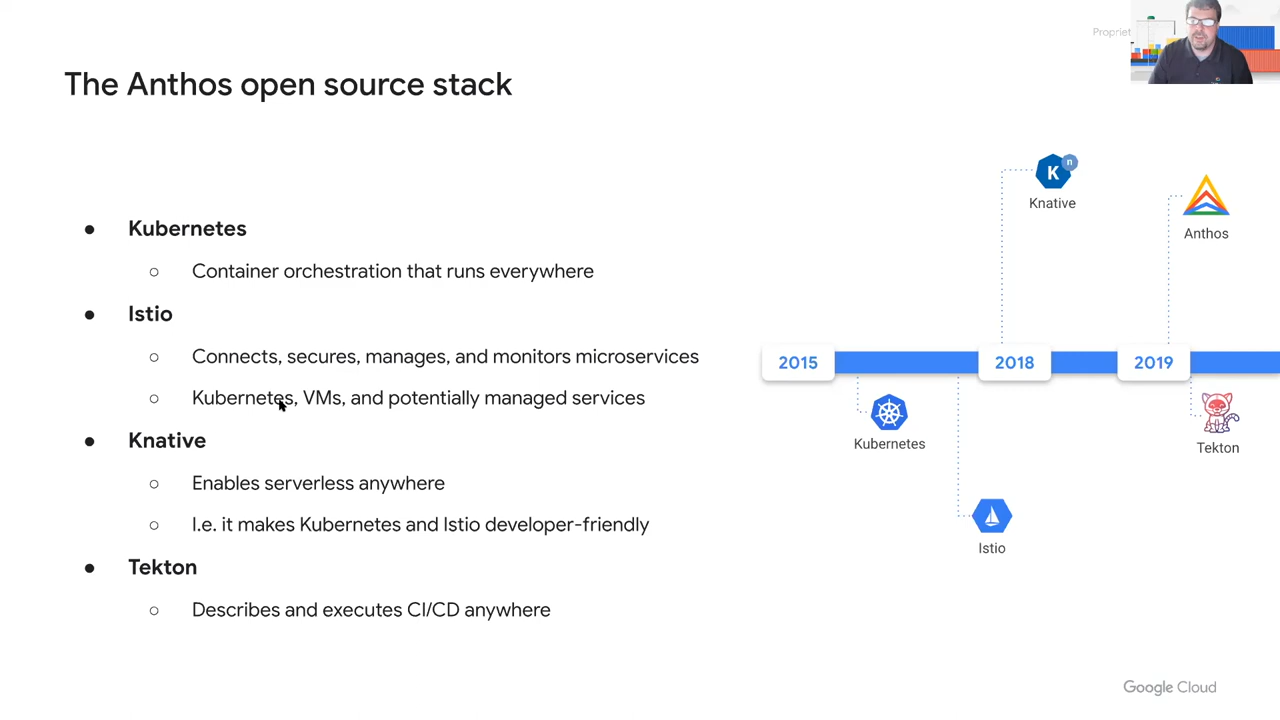 Propriet
The Anthos open source stack
● Kubernetes
○ Container orchestration that runs everywhere
● Istio
○ Connects, secures, manages, and monitors microservices
○ Kubernetes, VMs, and potentially managed services
● Knative
○ Enables serverless anywhere
○ I.e. it makes Kubernetes and Istio developer-friendly
● Tekton
○ Describes and executes CI/CD anywhere
K n
Knative
Anthos
2015
2018
2019
Kubernetes
Tekton
Istio
Google Cloud